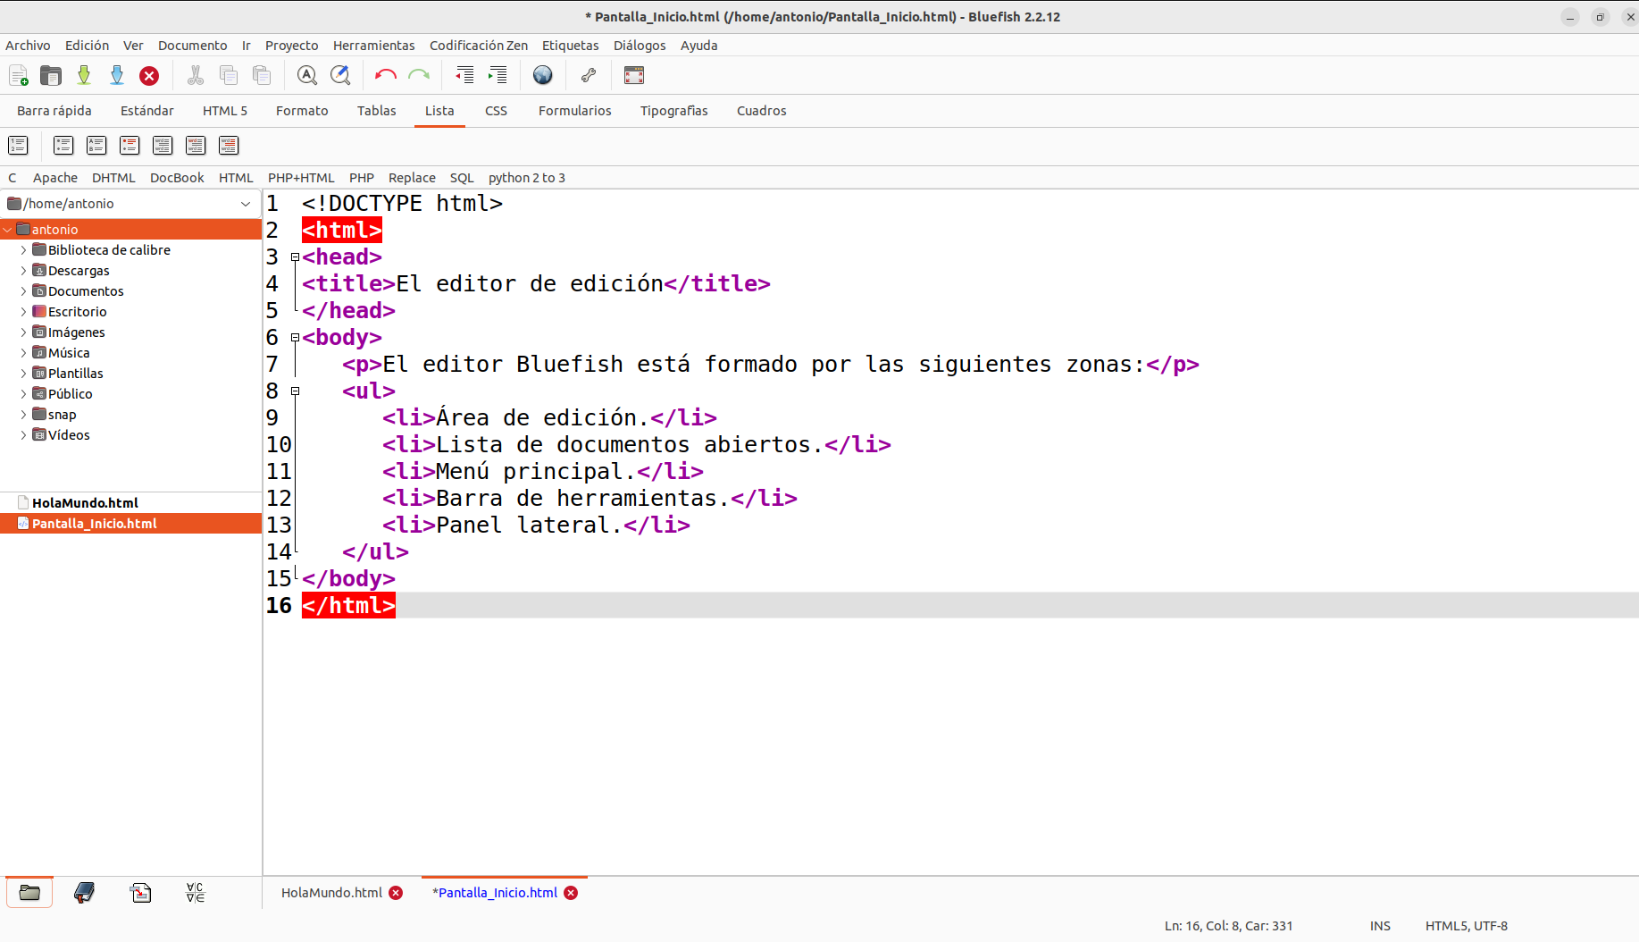 * Pantalla_Inicio.html (/home/antonio/Pantalla_Inicio.html) - Bluefish 2.2.12
Archivo Edición Ver Documento Ir Proyecto Herramientas Codificación Zen Etiquetas Diálogos Ayuda
Barra rápida Estándar HTML 5 Formato Tablas Lista CSS Formularios Tipografías Cuadros
C Apache DHTML DocBook HTML PHP+HTML PHP Replace SQL python 2 to 3
/home/antonio
antonio
Biblioteca de calibre
Descargas
Documentos
Escritorio
Imágenes
Música
Plantillas
Público
snap
Vídeos
HolaMundo.html
Pantalla_Inicio.html
1 <!DOCTYPE html>
2 <html>
3 <head>
4 <title>El editor de edición</title>
5 </head>
6 <body>
7 <p>El editor Bluefish está formado por las siguientes zonas:</p>
8 <ul>
9 <li>Área de edición.</li>
10 <li>Lista de documentos abiertos.</li>
11 <li>Menú principal.</li>
12 <li>Barra de herramientas.</li>
13 <li>Panel lateral.</li>
14 </ul>
15 </body>
16 </html>
HolaMundo.html *Pantalla_Inicio.html
Ln: 16, Col: 8, Car: 331 INS HTML5, UTF-8